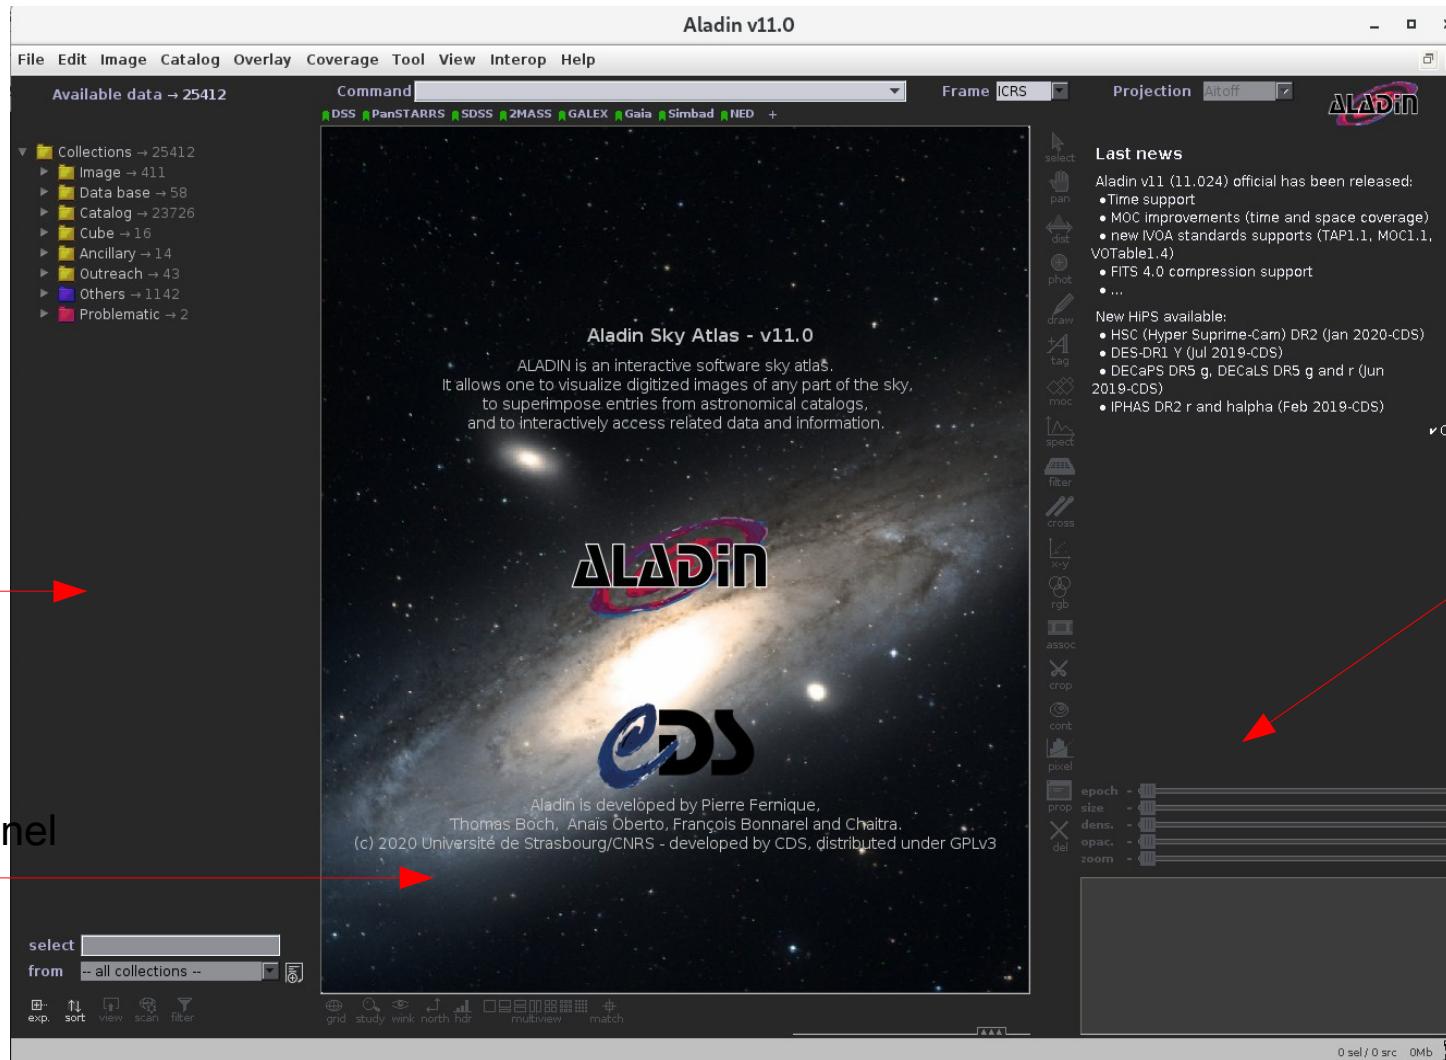 Aladin v11.0
File Edit Image Catalog Overlay Coverage Tool View Interop Help
Available data → 25412
Command
Frame ICRS
Projection Aitoff
ALADiN
DSS PanSTARRS SDSS 2MASS GALEX Gaia Simbad NED +
Collections → 25412
Image → 411
Data base → 58
Catalog → 23726
Cube → 16
Ancillary → 14
Outreach → 43
Others → 1142
Problematic → 2
Aladin Sky Atlas - v11.0
ALADIN is an interactive software sky atlas.
It allows one to visualize digitized images of any part of the sky,
to superimpose entries from astronomical catalogs,
and to interactively access related data and information.
ALADiN
CDS
Aladin is developed by Pierre Fernique,
Thomas Boch, Anaïs Oberto, François Bonnarel and Chaitra.
(c) 2020 Université de Strasbourg/CNRS - developed by CDS, distributed under GPLv3
select
pan
dist
phot
draw
tag
moc
spect
filter
cross
x-y
rgb
assoc
crop
cont
pixel
prop
del
Last news
Aladin v11 (11.024) official has been released:
• Time support
• MOC improvements (time and space coverage)
• new IVOA standards supports (TAP1.1, MOC1.1,
VOTable1.4)
• FITS 4.0 compression support
• ...
New HiPS available:
• HSC (Hyper Suprime-Cam) DR2 (Jan 2020-CDS)
• DES-DR1 Y (Jul 2019-CDS)
• DECaPS DR5 g, DECaLS DR5 g and r (Jun
2019-CDS)
• IPHAS DR2 r and halpha (Feb 2019-CDS)
epoch
size
dens.
opac.
zoom
nel
select
from -- all collections --
exp. sort view scan filter
grid study wink north hdr multiview match
0 sel / 0 src 0Mb